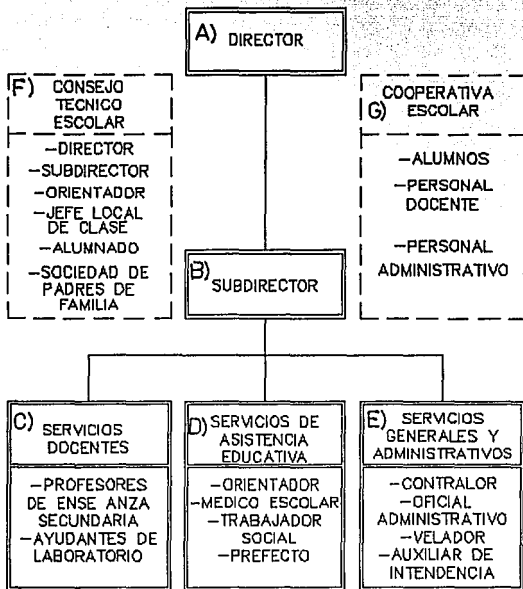 A) DIRECTOR
F) CONSEJO
TECNICO
ESCOLAR
-DIRECTOR
-SUBDIRECTOR
-ORIENTADOR
-JEFE LOCAL
DE CLASE
-ALUMNADO
-SOCIEDAD DE
PADRES DE
FAMILIA
COOPERATIVA
G) ESCOLAR
-ALUMNOS
-PERSONAL
DOCENTE
-PERSONAL
ADMINISTRATIVO
B) SUBDIRECTOR
C) SERVICIOS
DOCENTES
-PROFESORES
DE ENSE ANZA
SECUNDARIA
-AYUDANTES DE
LABORATORIO
D) SERVICIOS DE
ASISTENCIA
EDUCATIVA
-ORIENTADOR
-MEDICO ESCOLAR
-TRABAJADOR
SOCIAL
-PREFECTO
E) SERVICIOS
GENERALES Y
ADMINISTRATIVOS
-CONTRALOR
-OFICIAL
ADMINISTRATIVO
-VELADOR
-AUXILIAR DE
INTENDENCIA